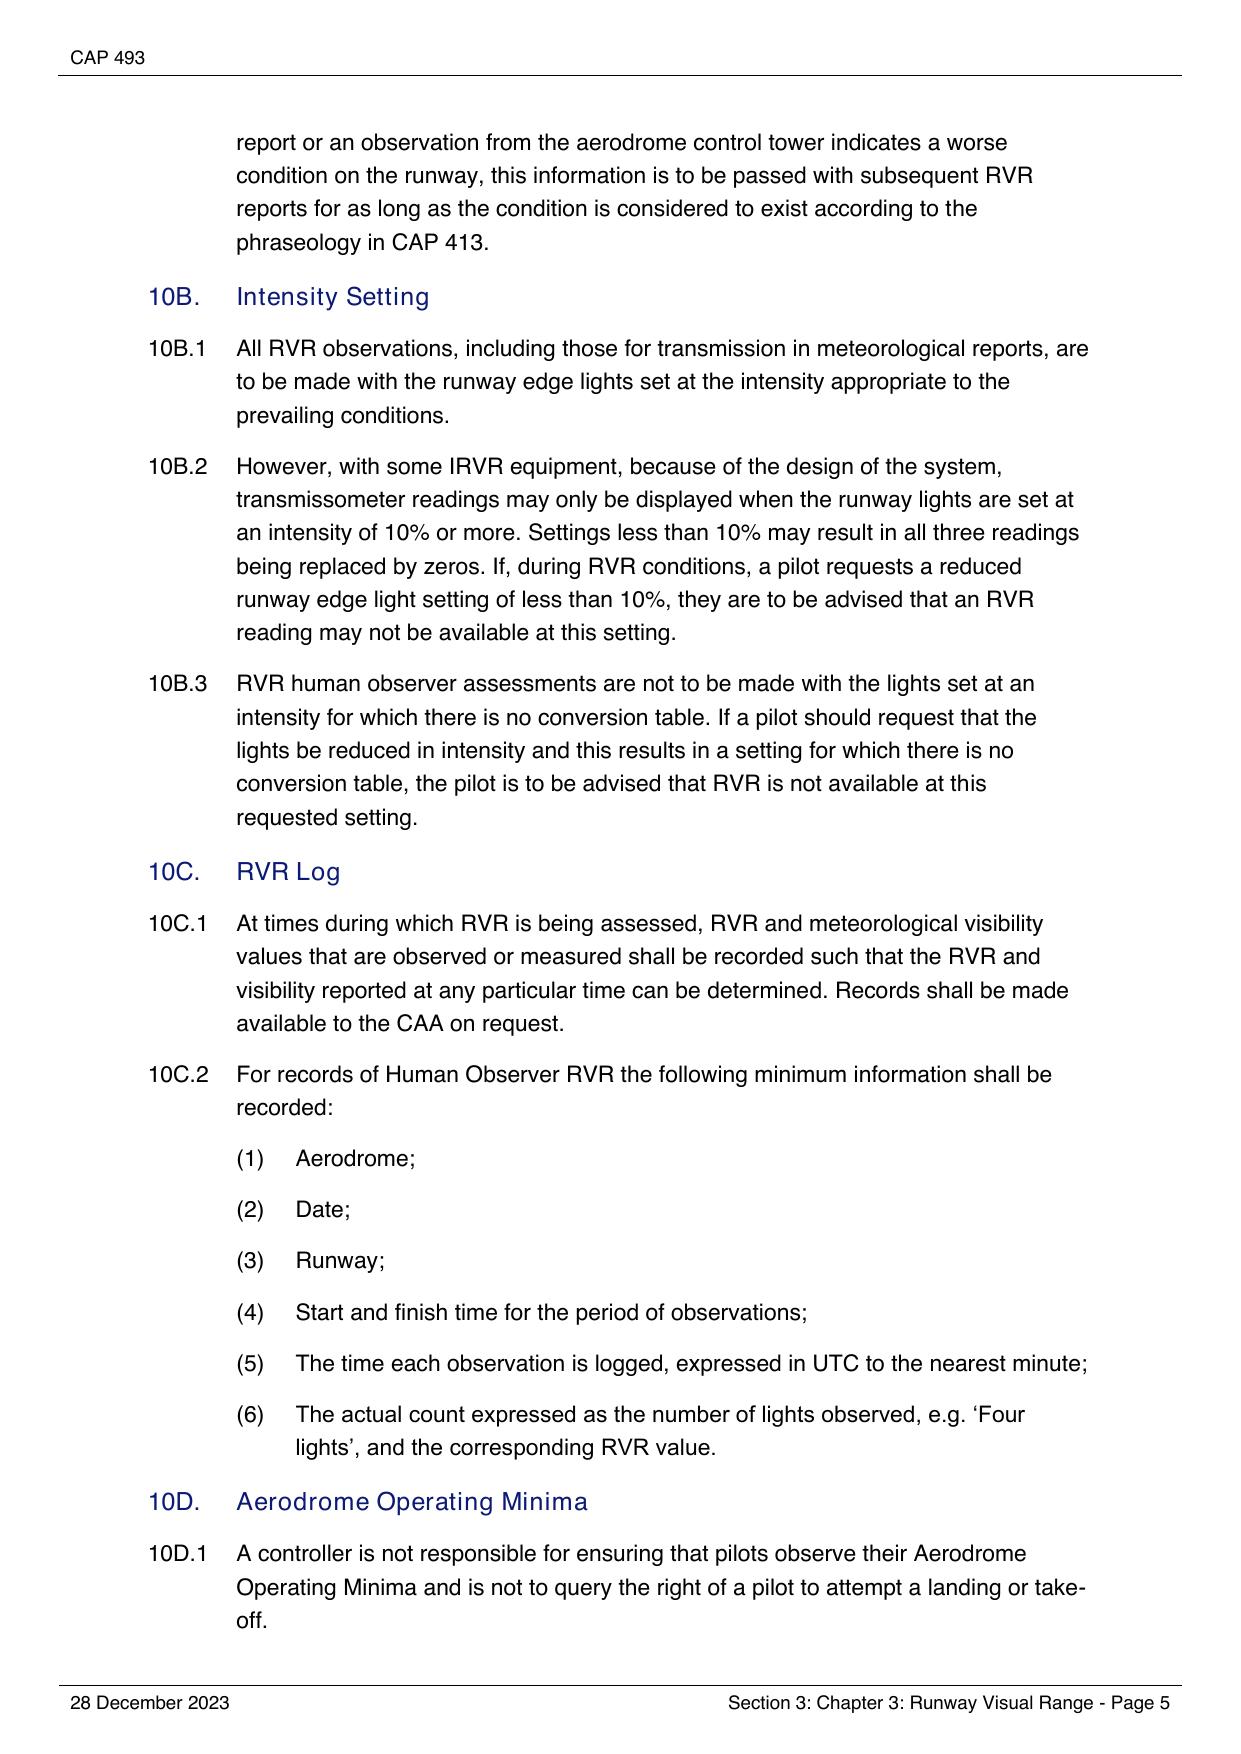 CAP 493
report or an observation from the aerodrome control tower indicates a worse
condition on the runway, this information is to be passed with subsequent RVR
reports for as long as the condition is considered to exist according to the
phraseology in CAP 413.
10B. Intensity Setting
10B.1 All RVR observations, including those for transmission in meteorological reports, are
to be made with the runway edge lights set at the intensity appropriate to the
prevailing conditions.
10B.2 However, with some IRVR equipment, because of the design of the system,
transmissometer readings may only be displayed when the runway lights are set at
an intensity of 10% or more. Settings less than 10% may result in all three readings
being replaced by zeros. If, during RVR conditions, a pilot requests a reduced
runway edge light setting of less than 10%, they are to be advised that an RVR
reading may not be available at this setting.
10B.3 RVR human observer assessments are not to be made with the lights set at an
intensity for which there is no conversion table. If a pilot should request that the
lights be reduced in intensity and this results in a setting for which there is no
conversion table, the pilot is to be advised that RVR is not available at this
requested setting.
10C. RVR Log
10C.1 At times during which RVR is being assessed, RVR and meteorological visibility
values that are observed or measured shall be recorded such that the RVR and
visibility reported at any particular time can be determined. Records shall be made
available to the CAA on request.
10C.2 For records of Human Observer RVR the following minimum information shall be
recorded:
(1) Aerodrome;
(2) Date;
(3) Runway;
(4) Start and finish time for the period of observations;
(5) The time each observation is logged, expressed in UTC to the nearest minute;
(6) The actual count expressed as the number of lights observed, e.g. ‘Four
lights’, and the corresponding RVR value.
10D. Aerodrome Operating Minima
10D.1 A controller is not responsible for ensuring that pilots observe their Aerodrome
Operating Minima and is not to query the right of a pilot to attempt a landing or take-
off.
28 December 2023 Section 3: Chapter 3: Runway Visual Range - Page 5